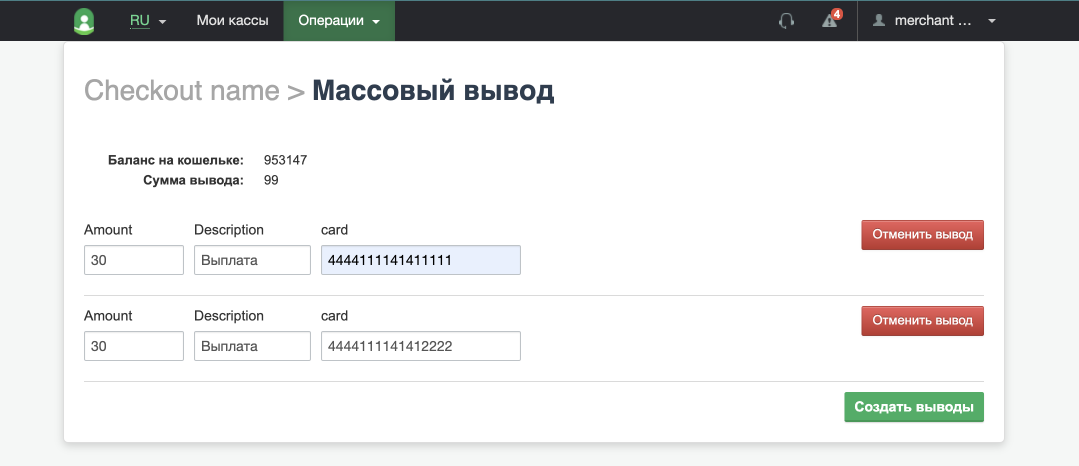 RU Мои кассы Операции 4 merchant ...
Checkout name > Массовый вывод
Баланс на кошельке: 953147
Сумма вывода: 99
Amount Description card Отменить вывод
30 Выплата 4444111141411111
Amount Description card Отменить вывод
30 Выплата 4444111141412222
Создать выводы